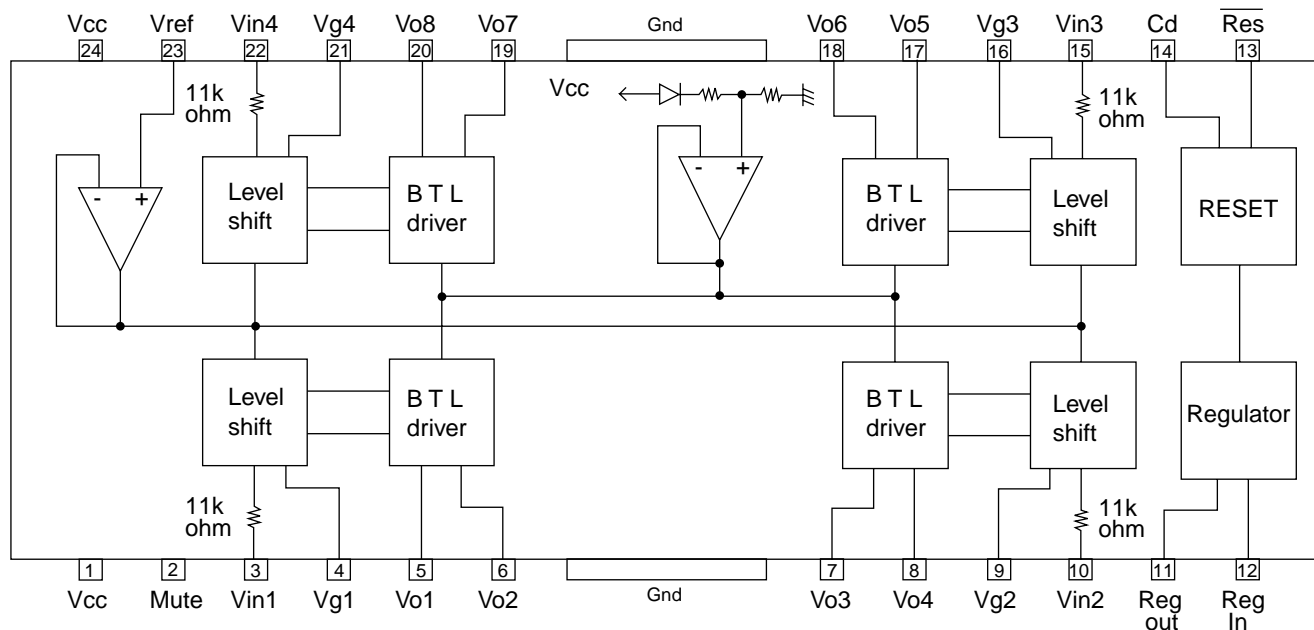 Vcc Vref Vin4 Vg4 Vo8 Vo7 Gnd Vo6 Vo5 Vg3 Vin3 Cd Res
24 23 22 21 20 19 18 17 16 15 14 13
11k
ohm
Vcc
11k
ohm
- +
Level
shift
B T L
driver
- +
B T L
driver
Level
shift
RESET
Level
shift
B T L
driver
B T L
driver
Level
shift
Regulator
11k
ohm
11k
ohm
1 2 3 4 5 6 7 8 9 10 11 12
Vcc Mute Vin1 Vg1 Vo1 Vo2 Gnd Vo3 Vo4 Vg2 Vin2 Reg
out
Reg
In